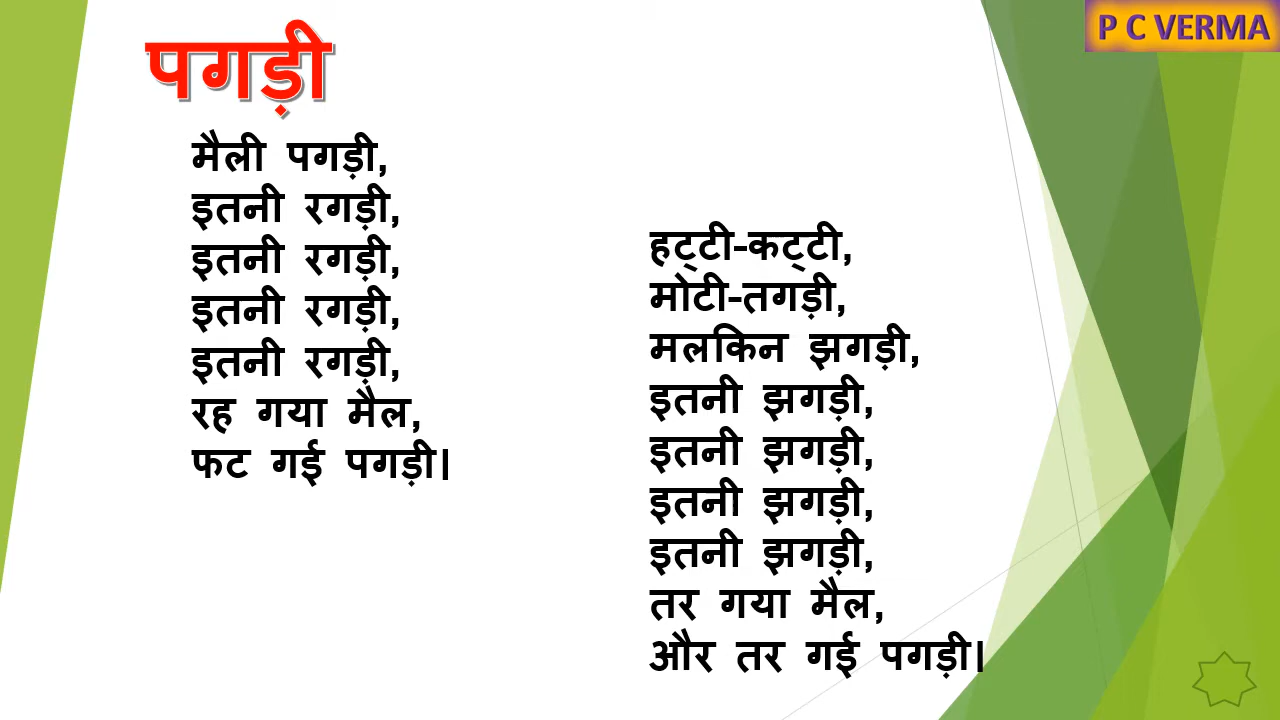 P C VERMA
पगड़ी
मैली पगड़ी,
इतनी रगड़ी,
इतनी रगड़ी,
इतनी रगड़ी,
इतनी रगड़ी,
रह गया मैल,
फट गई पगड़ी।
हट्टी-कट्टी,
मोटी-तगड़ी,
मलकिन झगड़ी,
इतनी झगड़ी,
इतनी झगड़ी,
इतनी झगड़ी,
इतनी झगड़ी,
तर गया मैल,
और तर गई पगड़ी।